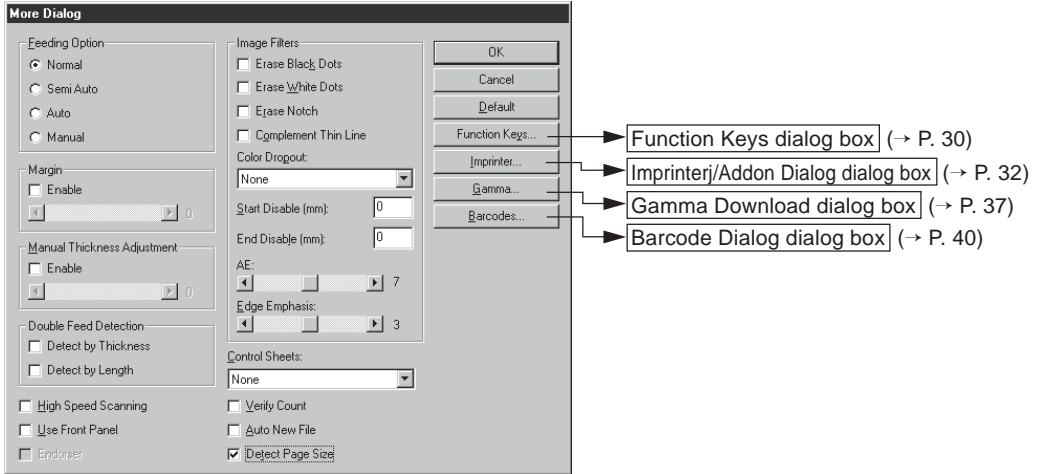 More Dialog
Feeding Option
Normal
Semi Auto
Auto
Manual
Margin
Enable
0
Manual Thickness Adjustment
Enable
0
Double Feed Detection
Detect by Thickness
Detect by Length
High Speed Scanning
Use Front Panel
Endorser
Image Filters
Erase Black Dots
Erase White Dots
Erase Notch
Complement Thin Line
Color Dropout:
None
Start Disable (mm): 0
End Disable (mm): 0
AE:
7
Edge Emphasis:
3
Control Sheets:
None
Verify Count
Auto New File
Detect Page Size
OK
Cancel
Default
Function Keys...
Imprinter...
Gamma...
Barcodes...
Function Keys dialog box (→ P. 30)
Imprinterj/Addon Dialog dialog box (→ P. 32)
Gamma Download dialog box (→ P. 37)
Barcode Dialog dialog box (→ P. 40)